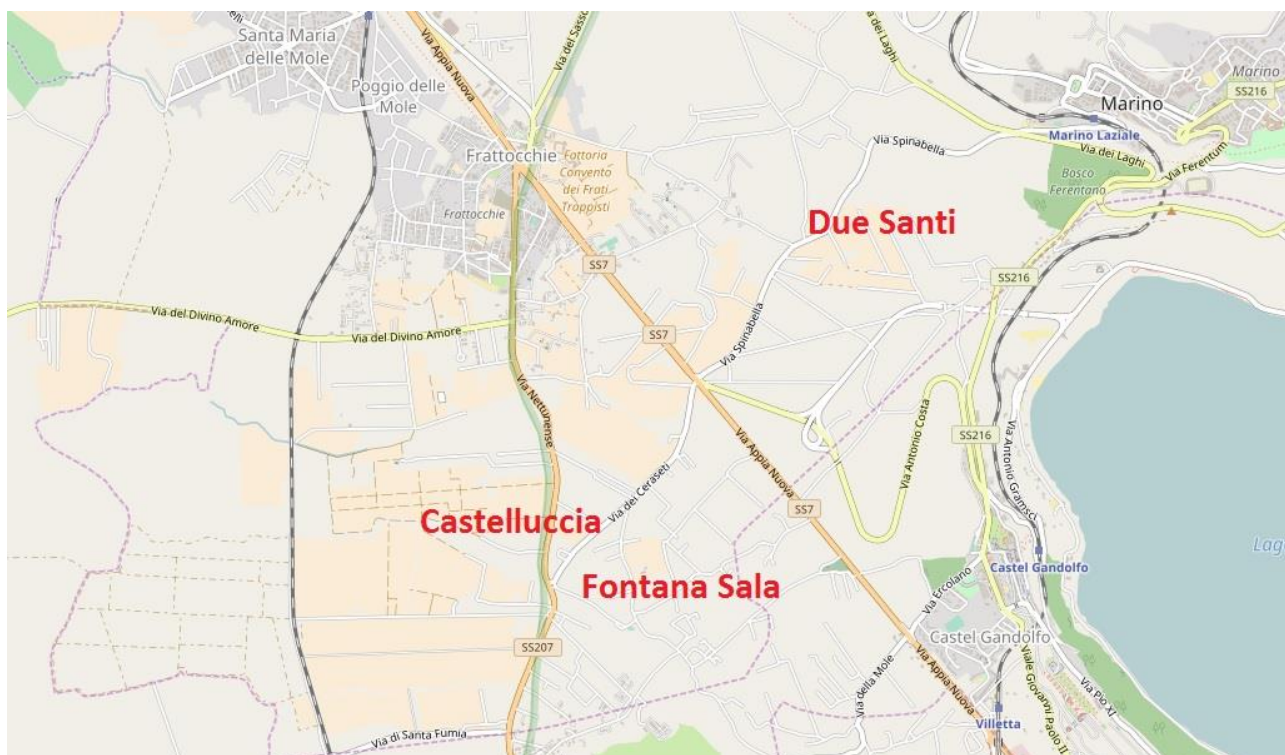 elli
Santa Maria
delle Mole
Poggio delle
Mole
Via Appia Nuova
Via del Sasso
Via dei Laghi
Marino
SS216
Marino
Marino Laziale
Via dei Laghi
Via Ferentum
Via Spinabella
Bosco
Ferentano
Frattocchie
Fattoria
Convento
dei Frati
Trappisti
Frattocchie
Due Santi
SS7
SS216
Via del Divino Amore
Via del Divino Amore
SS7
Via Spinabella
Via Nettunense
Via Antonio Costa
SS216
Via Antonio Gramsci
Via Appia Nuova
Via dei Ceraseti
SS7
Castelluccia
Lag
Castel Gandolfo
Fontana Sala
Via Ercolano
Castel Gandolfo
SS207
Via della Mole
Via Appia Nuova
Viale Giovanni Paolo II
Via Pio XI
Villetta
Via di Santa Fumia